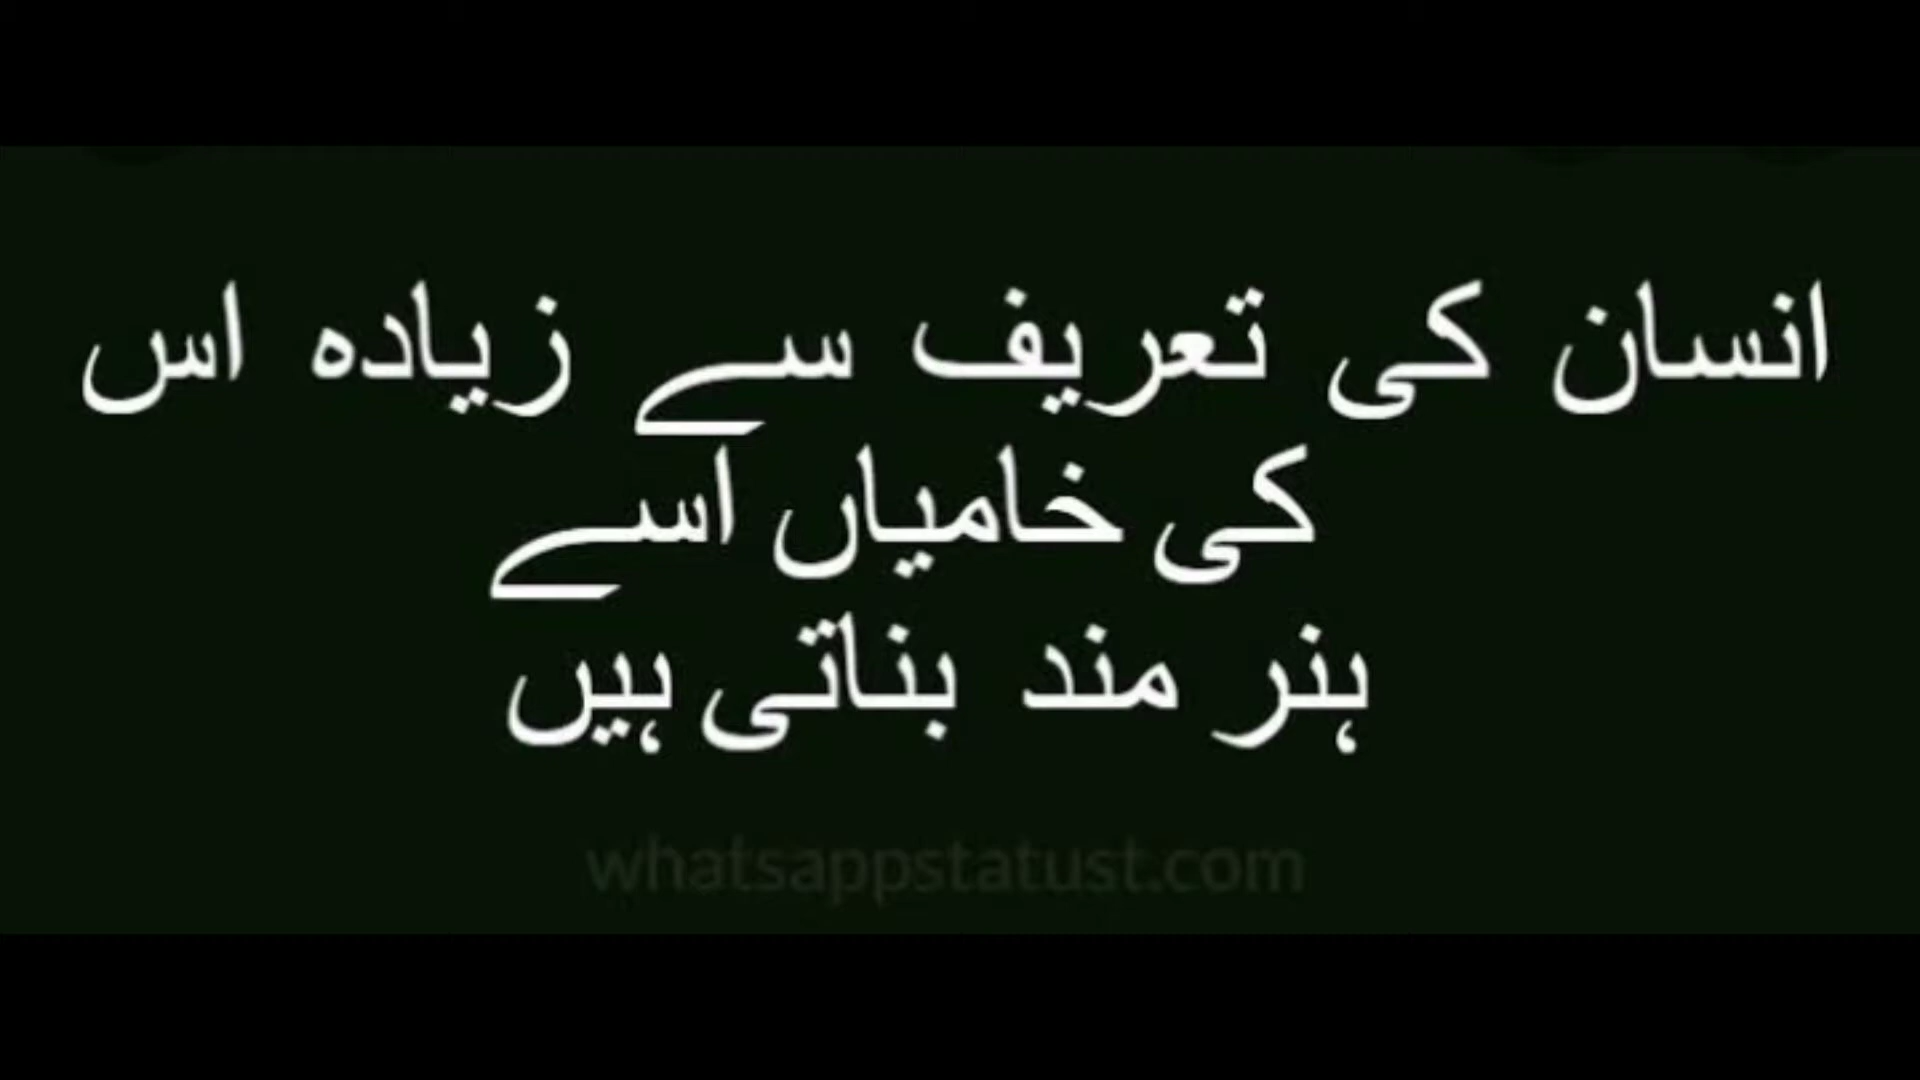 انسان کی تعریف سے زیادہ اس
کی خامیاں اسے
ہنر مند بناتی ہیں
whatsappstatust.com